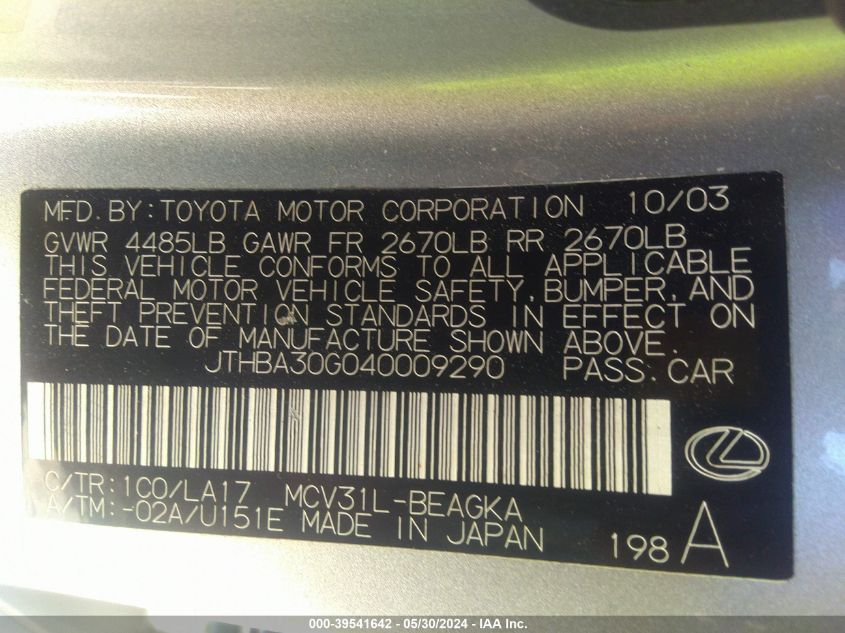 MFD.BY:TOYOTA MOTOR CORPORATION 10/03
GVWR 4485LB GAWR FR 2670LB RR 2670LB
THIS VEHICLE CONFORMS TO ALL APPLICABLE
FEDERAL MOTOR VEHICLE SAFETY,BUMPER,AND
THEFT PREVENTION STANDARDS IN EFFECT ON
THE DATE OF MANUFACTURE SHOWN ABOVE.
JTHBA30G040009290 PASS.CAR
C/TR:1C0/LA17 MCV31L-BEAGKA
A/TM:-02A/U151E MADE IN JAPAN
198 A
000-39541642 - 05/30/2024 - IAA Inc.